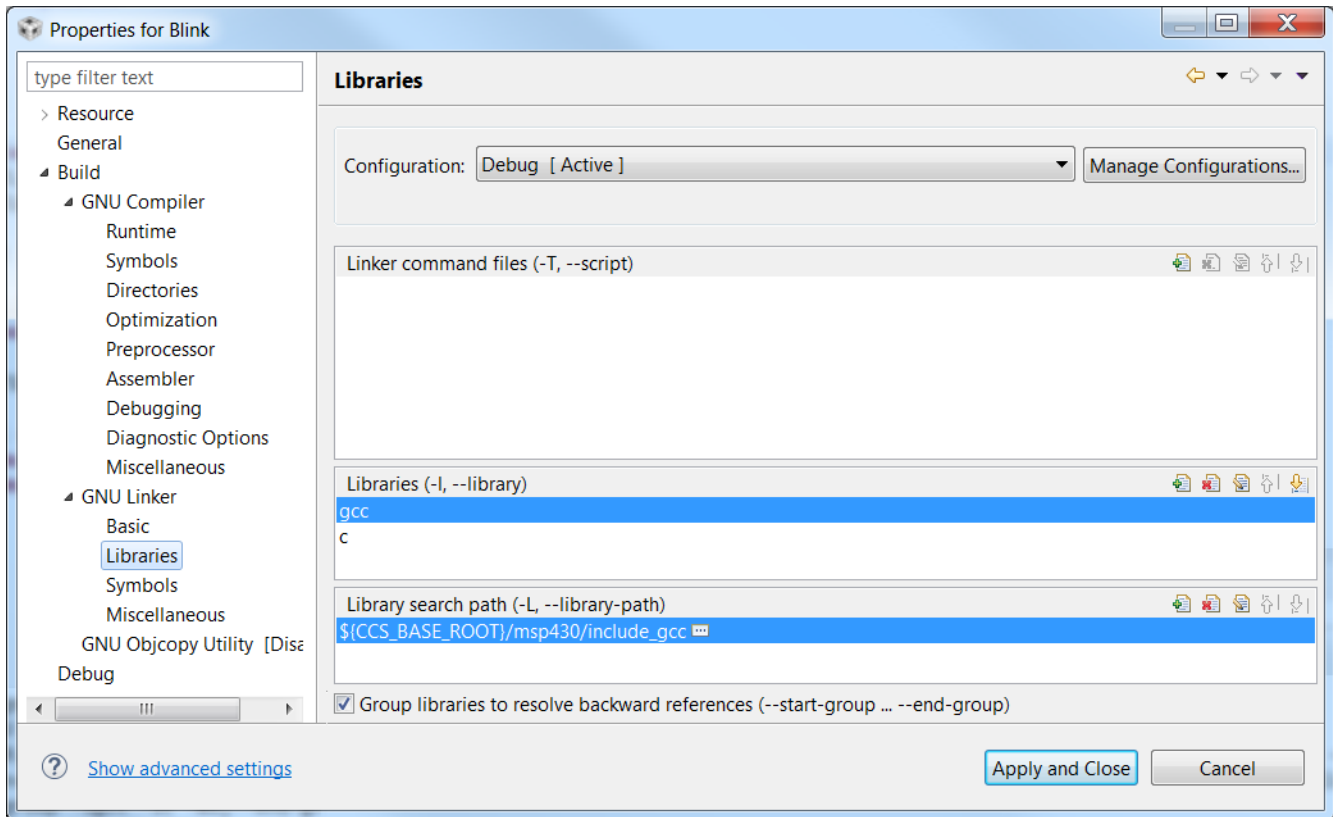 Properties for Blink
type filter text
Resource
General
Build
GNU Compiler
Runtime
Symbols
Directories
Optimization
Preprocessor
Assembler
Debugging
Diagnostic Options
Miscellaneous
GNU Linker
Basic
Libraries
Symbols
Miscellaneous
GNU Objcopy Utility [Disa
Debug
Libraries
Configuration: Debug [ Active ] Manage Configurations...
Linker command files (-T, --script)
Libraries (-l, --library)
gcc
c
Library search path (-L, --library-path)
${CCS_BASE_ROOT}/msp430/include_gcc
Group libraries to resolve backward references (--start-group ... --end-group)
Show advanced settings
Apply and Close
Cancel